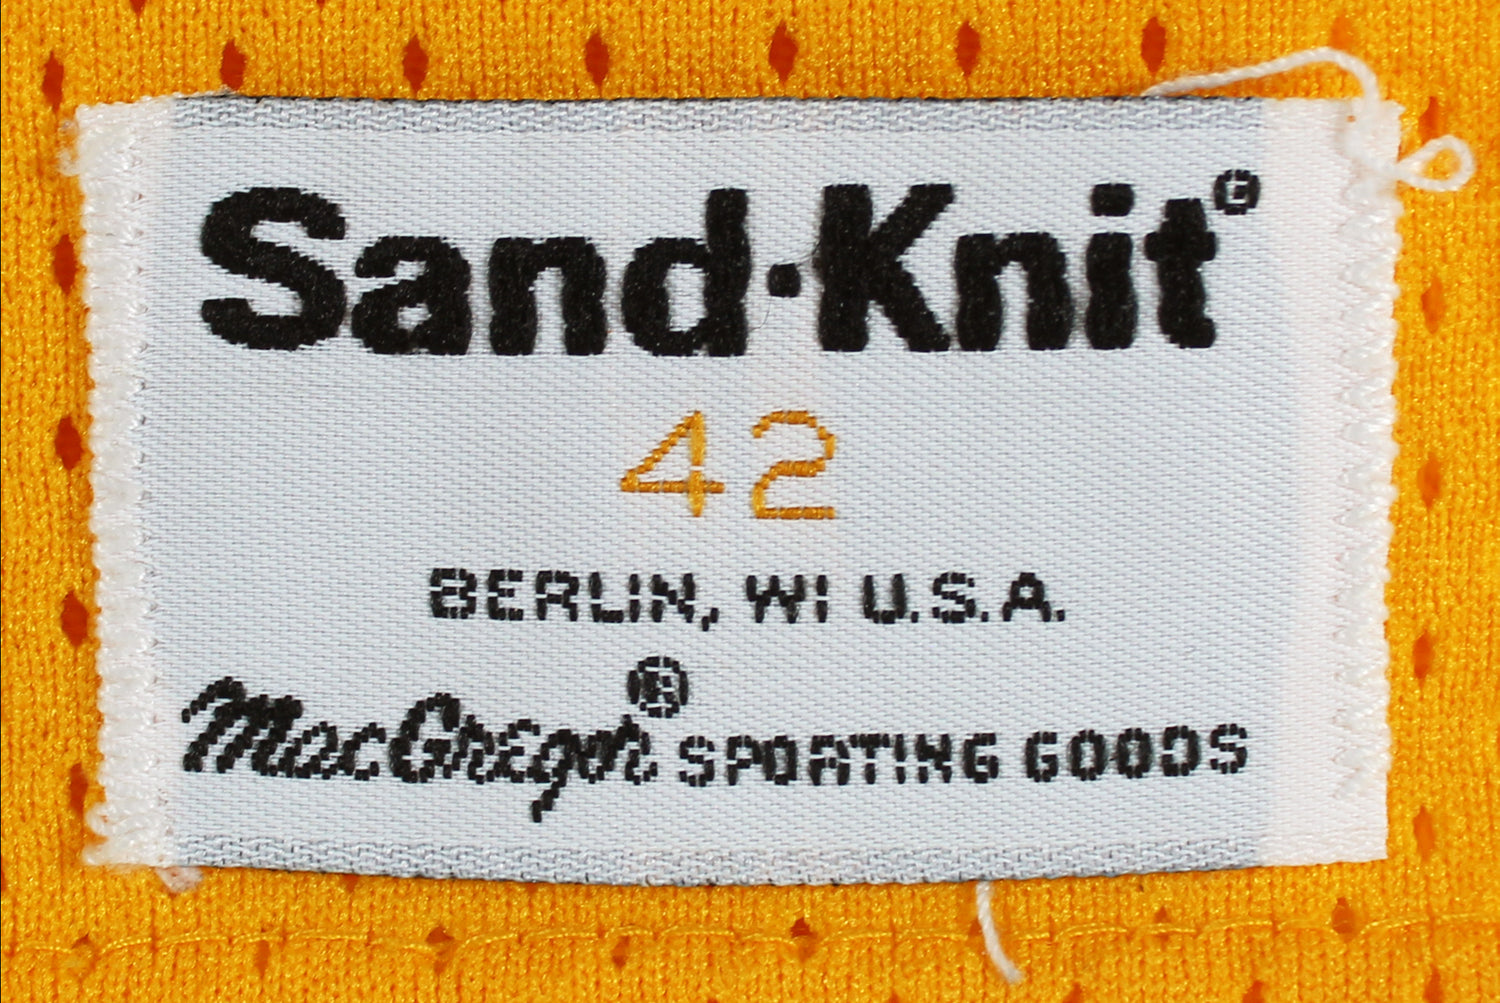 Sand·Knit®
42
BERLIN, WI U.S.A.
MacGregor® SPORTING GOODS